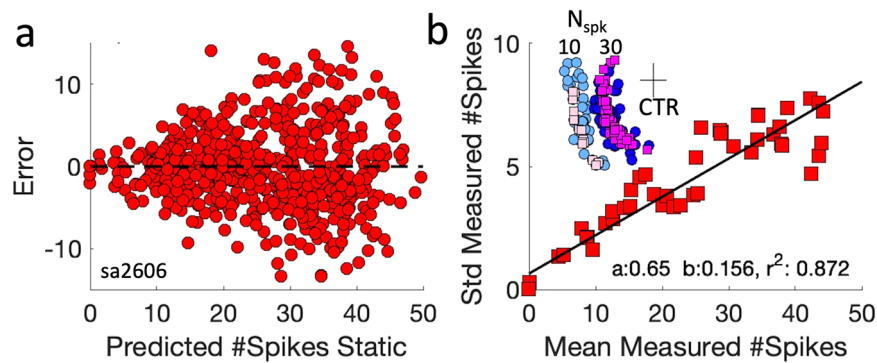 a
10
0
-10
Error
sa2606
0 10 20 30 40 50
Predicted #Spikes Static
b
Nspk
10 30
CTR
10
5
0
Std Measured #Spikes
a:0.65 b:0.156, r²: 0.872
0 10 20 30 40 50
Mean Measured #Spikes